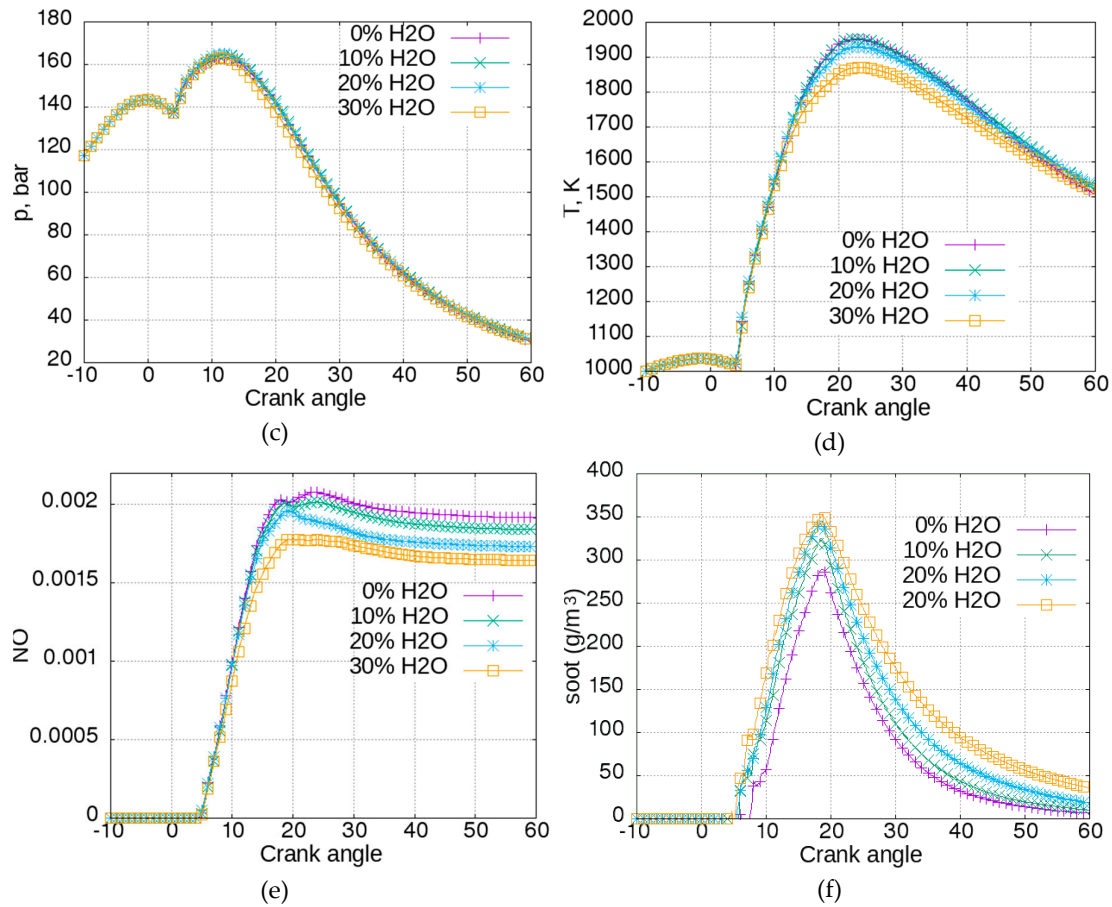 180
160
140
120
100
80
60
40
20
p, bar
0% H2O
10% H2O
20% H2O
30% H2O
-10 0 10 20 30 40 50 60
Crank angle
(c)
2000
1900
1800
1700
1600
1500
1400
1300
1200
1100
1000
T, K
0% H2O
10% H2O
20% H2O
30% H2O
-10 0 10 20 30 40 50 60
Crank angle
(d)
0.002
0.0015
0.001
0.0005
0
NO
0% H2O
10% H2O
20% H2O
30% H2O
-10 0 10 20 30 40 50 60
Crank angle
(e)
400
350
300
250
200
150
100
50
0
soot (g/m³)
0% H2O
10% H2O
20% H2O
20% H2O
-10 0 10 20 30 40 50 60
Crank angle
(f)